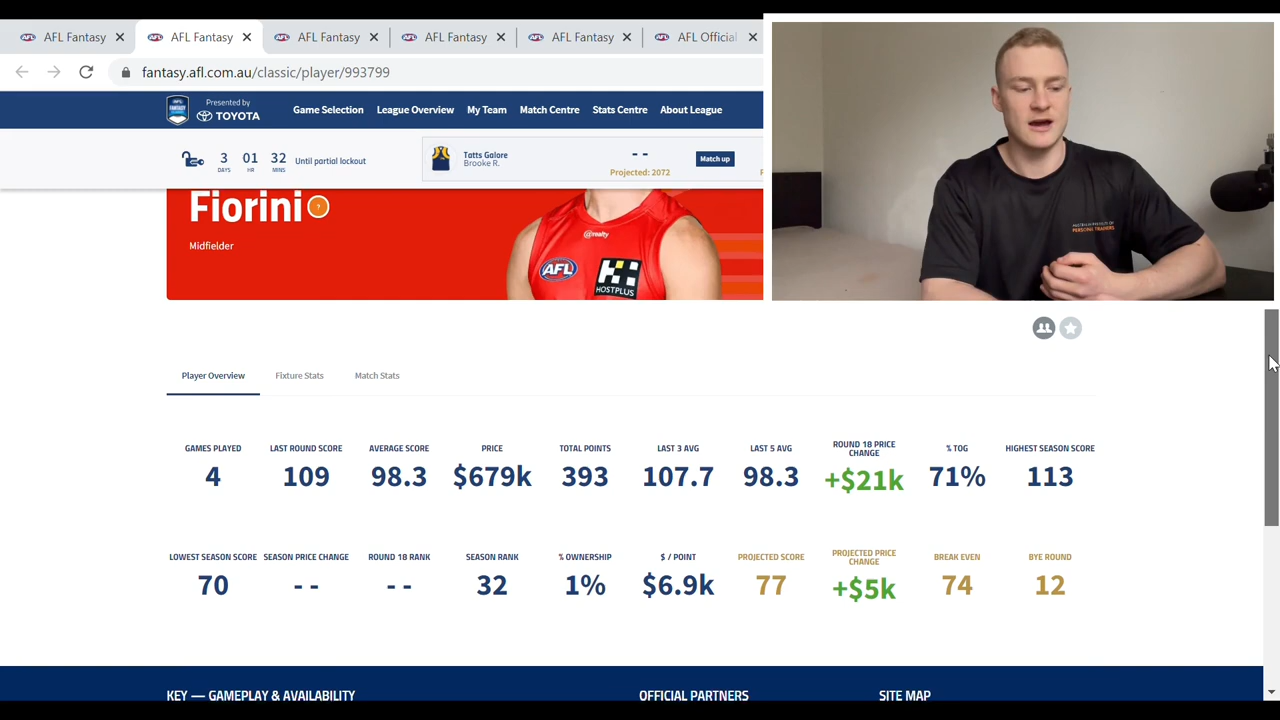 AFL Fantasy
AFL Fantasy
AFL Fantasy
AFL Fantasy
AFL Fantasy
AFL Official
fantasy.afl.com.au/classic/player/993799
Presented by
TOYOTA
Game Selection
League Overview
My Team
Match Centre
Stats Centre
About League
3
01
32
Until partial lockout
DAYS
HR
MINS
Tatts Galore
Brooke R.
- -
Projected: 2072
Match up
Fiorini ?
Midfielder
@realty
AFL
HOSTPLUS
PERSONAL TRAINERS
Player Overview
Fixture Stats
Match Stats
GAMES PLAYED
4
LAST ROUND SCORE
109
AVERAGE SCORE
98.3
PRICE
$679k
TOTAL POINTS
393
LAST 3 AVG
107.7
LAST 5 AVG
98.3
ROUND 18 PRICE
CHANGE
+$21k
% TOG
71%
HIGHEST SEASON SCORE
113
LOWEST SEASON SCORE
70
SEASON PRICE CHANGE
- -
ROUND 18 RANK
- -
SEASON RANK
32
% OWNERSHIP
1%
$ / POINT
$6.9k
PROJECTED SCORE
77
PROJECTED PRICE
CHANGE
+$5k
BREAK EVEN
74
BYE ROUND
12
KEY — GAMEPLAY & AVAILABILITY
OFFICIAL PARTNERS
SITE MAP